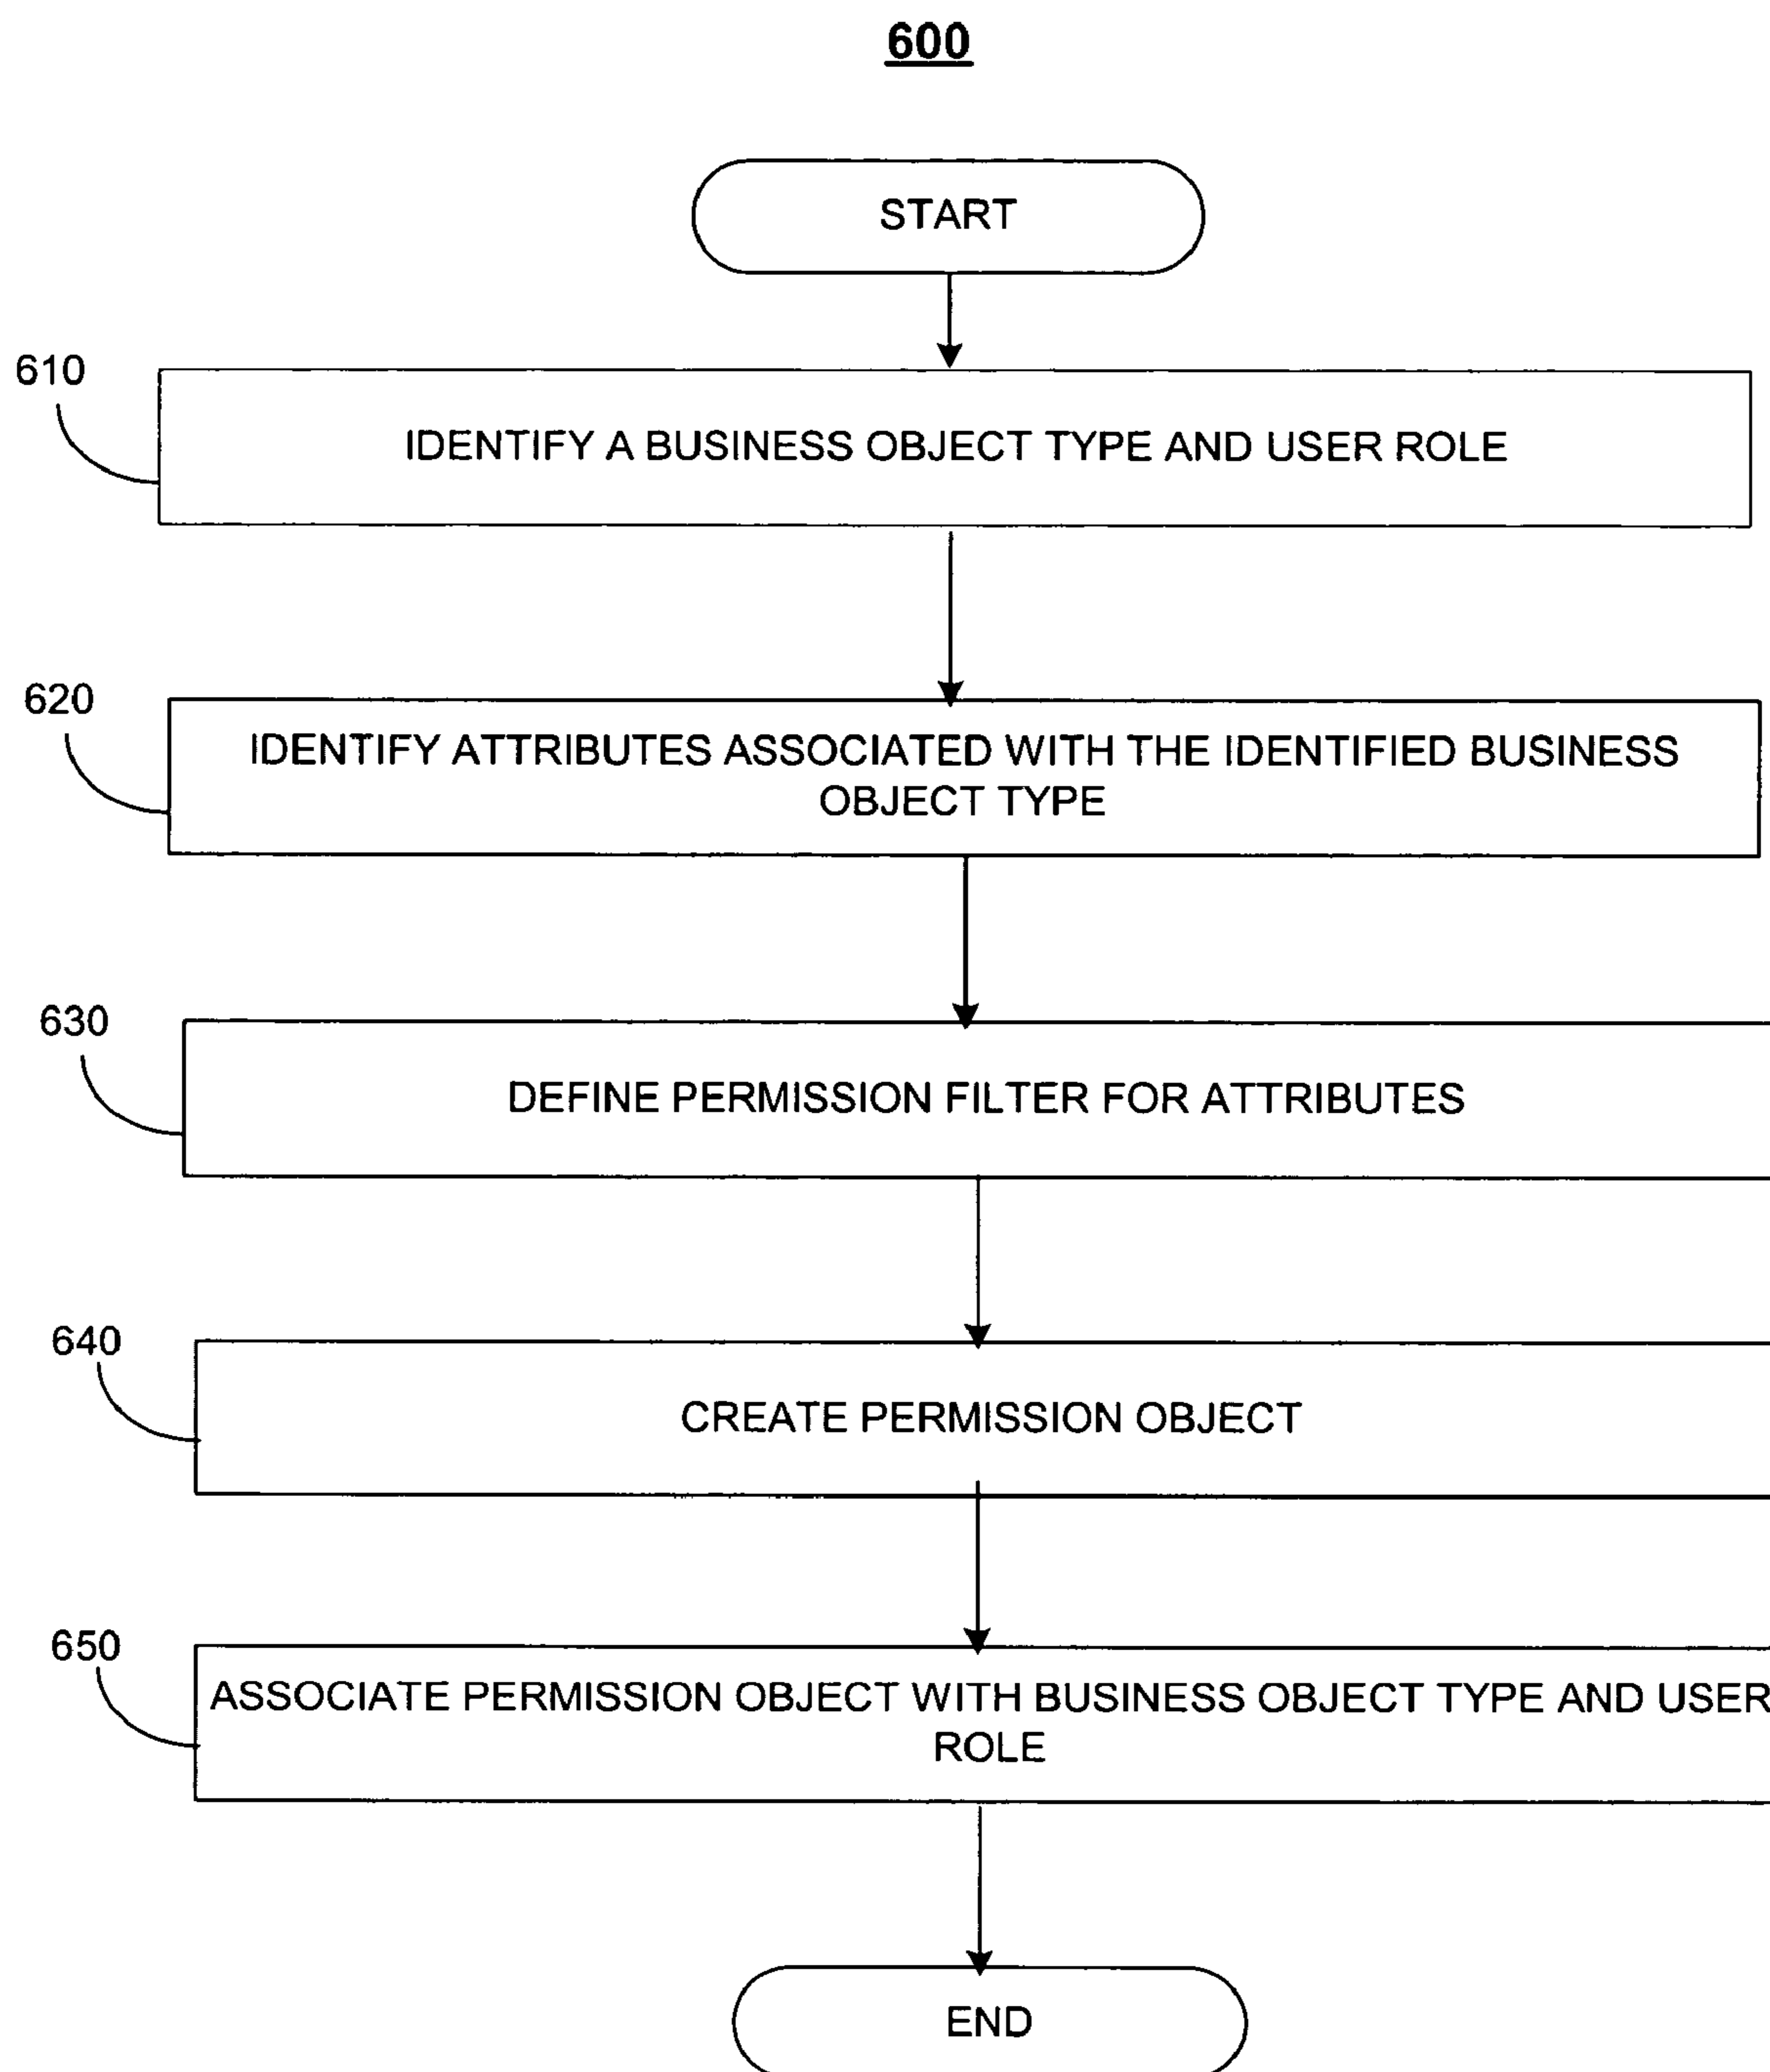 600
START
610
IDENTIFY A BUSINESS OBJECT TYPE AND USER ROLE
620
IDENTIFY ATTRIBUTES ASSOCIATED WITH THE IDENTIFIED BUSINESS
OBJECT TYPE
630
DEFINE PERMISSION FILTER FOR ATTRIBUTES
640
CREATE PERMISSION OBJECT
650
ASSOCIATE PERMISSION OBJECT WITH BUSINESS OBJECT TYPE AND USER
ROLE
END